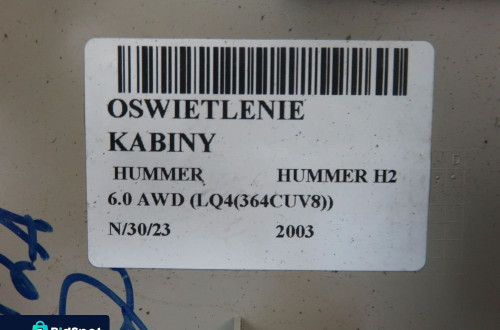 OSWIETLENIE
KABINY
HUMMER HUMMER H2
6.0 AWD (LQ4(364CUV8))
N/30/23 2003